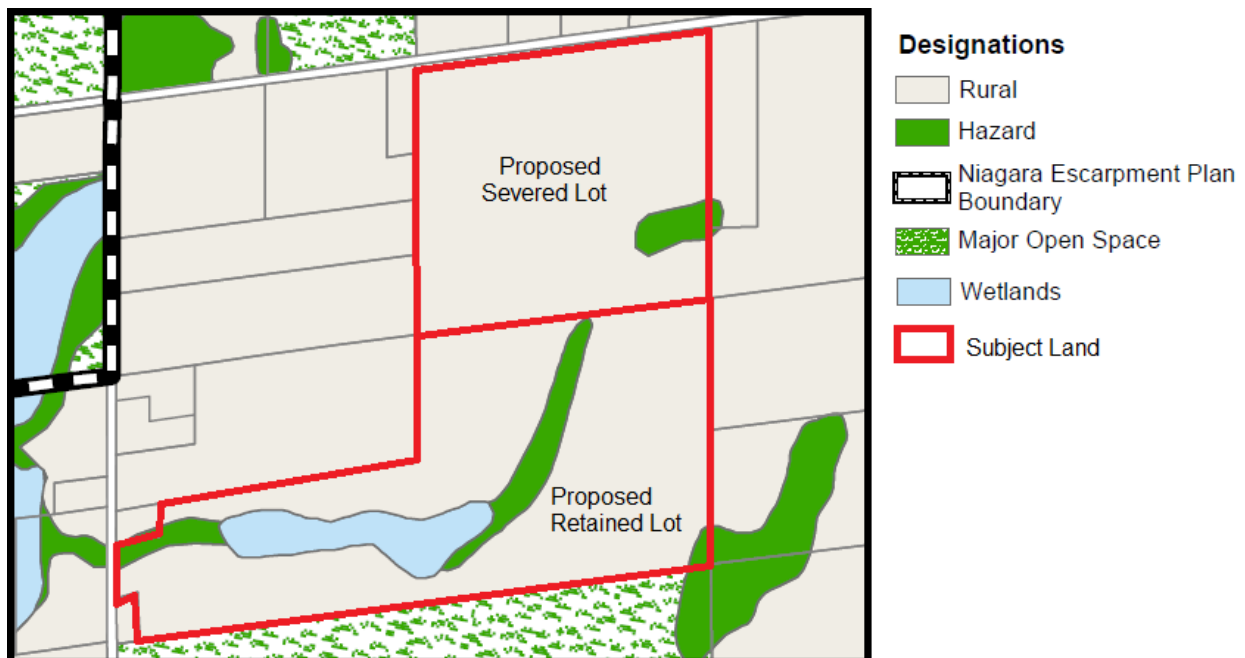 Proposed
Severed Lot
Proposed
Retained Lot
Designations
Rural
Hazard
Niagara Escarpment Plan
Boundary
Major Open Space
Wetlands
Subject Land